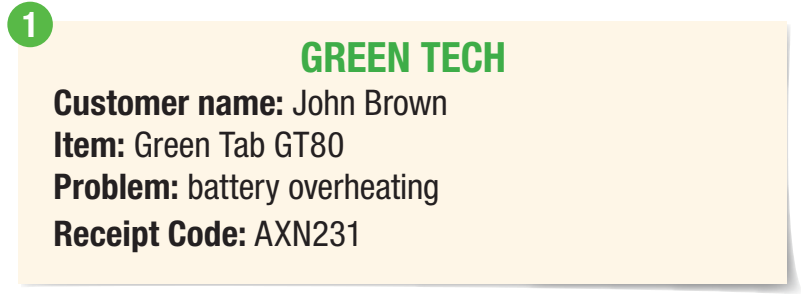 1
GREEN TECH
Customer name: John Brown
Item: Green Tab GT80
Problem: battery overheating
Receipt Code: AXN231